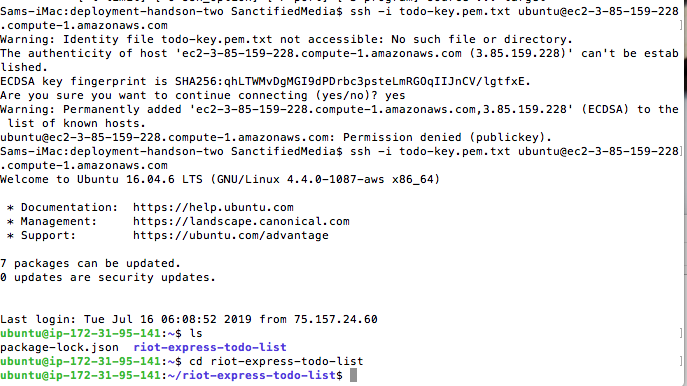 Sams-iMac:deployment-handson-two SanctifiedMedia$ ssh -i todo-key.pem.txt ubuntu@ec2-3-85-159-228
.compute-1.amazonaws.com
Warning: Identity file todo-key.pem.txt not accessible: No such file or directory.
The authenticity of host 'ec2-3-85-159-228.compute-1.amazonaws.com (3.85.159.228)' can't be estab
lished.
ECDSA key fingerprint is SHA256:qhLTWMvDgMGI9dPDrbc3psteLmRGOqIIJnCV/lgtfxE.
Are you sure you want to continue connecting (yes/no)? yes
Warning: Permanently added 'ec2-3-85-159-228.compute-1.amazonaws.com,3.85.159.228' (ECDSA) to the
 list of known hosts.
ubuntu@ec2-3-85-159-228.compute-1.amazonaws.com: Permission denied (publickey).
Sams-iMac:deployment-handson-two SanctifiedMedia$ ssh -i todo-key.pem.txt ubuntu@ec2-3-85-159-228
.compute-1.amazonaws.com
Welcome to Ubuntu 16.04.6 LTS (GNU/Linux 4.4.0-1087-aws x86_64)
 * Documentation:  https://help.ubuntu.com
 * Management:     https://landscape.canonical.com
 * Support:        https://ubuntu.com/advantage
7 packages can be updated.
0 updates are security updates.
Last login: Tue Jul 16 06:08:52 2019 from 75.157.24.60
ubuntu@ip-172-31-95-141:~$ ls
package-lock.json  riot-express-todo-list
ubuntu@ip-172-31-95-141:~$ cd riot-express-todo-list
ubuntu@ip-172-31-95-141:~/riot-express-todo-list$